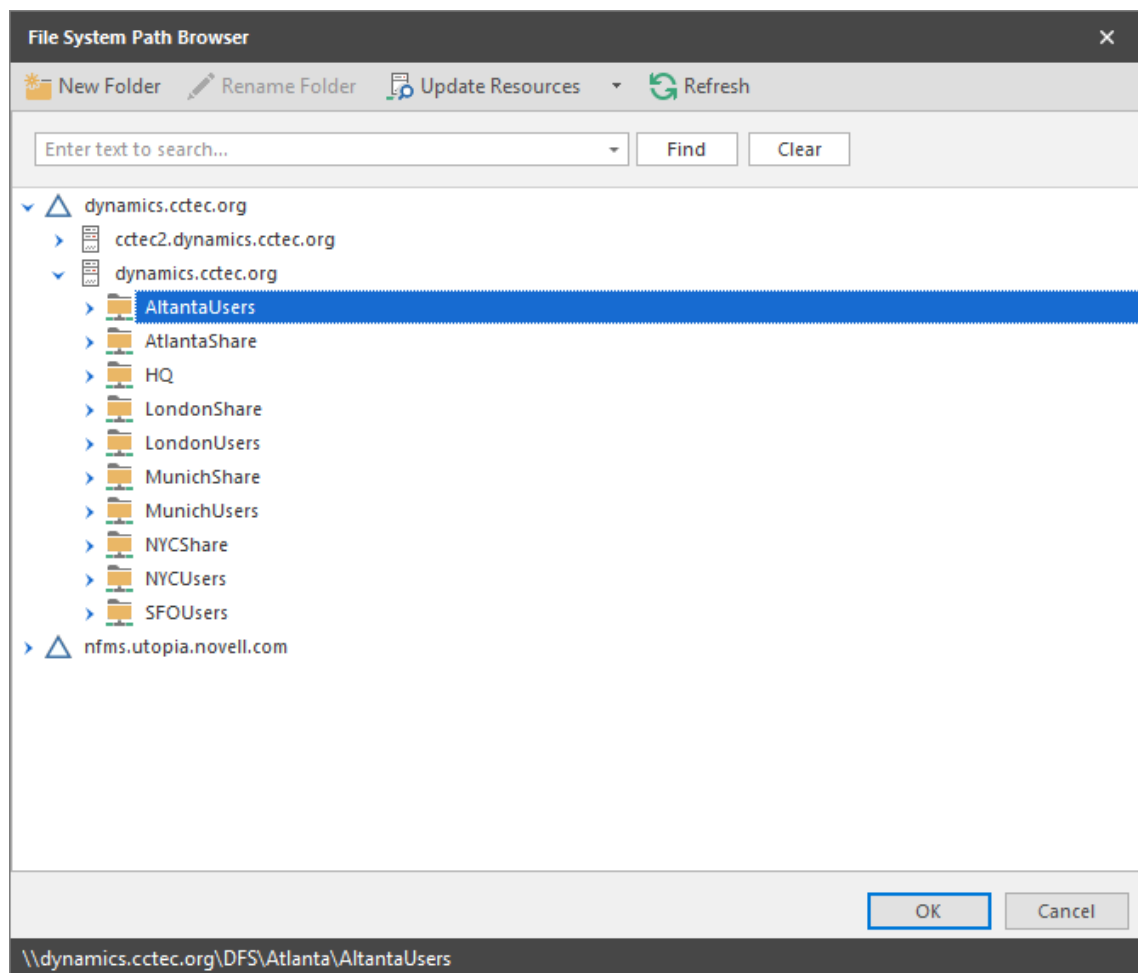 File System Path Browser
New Folder Rename Folder Update Resources Refresh
Enter text to search... Find Clear
dynamics.cctec.org
cctec2.dynamics.cctec.org
dynamics.cctec.org
AltantaUsers
AtlantaShare
HQ
LondonShare
LondonUsers
MunichShare
MunichUsers
NYCShare
NYCUsers
SFOUsers
nfms.utopia.novell.com
OK Cancel
\\dynamics.cctec.org\DFS\Atlanta\AltantaUsers